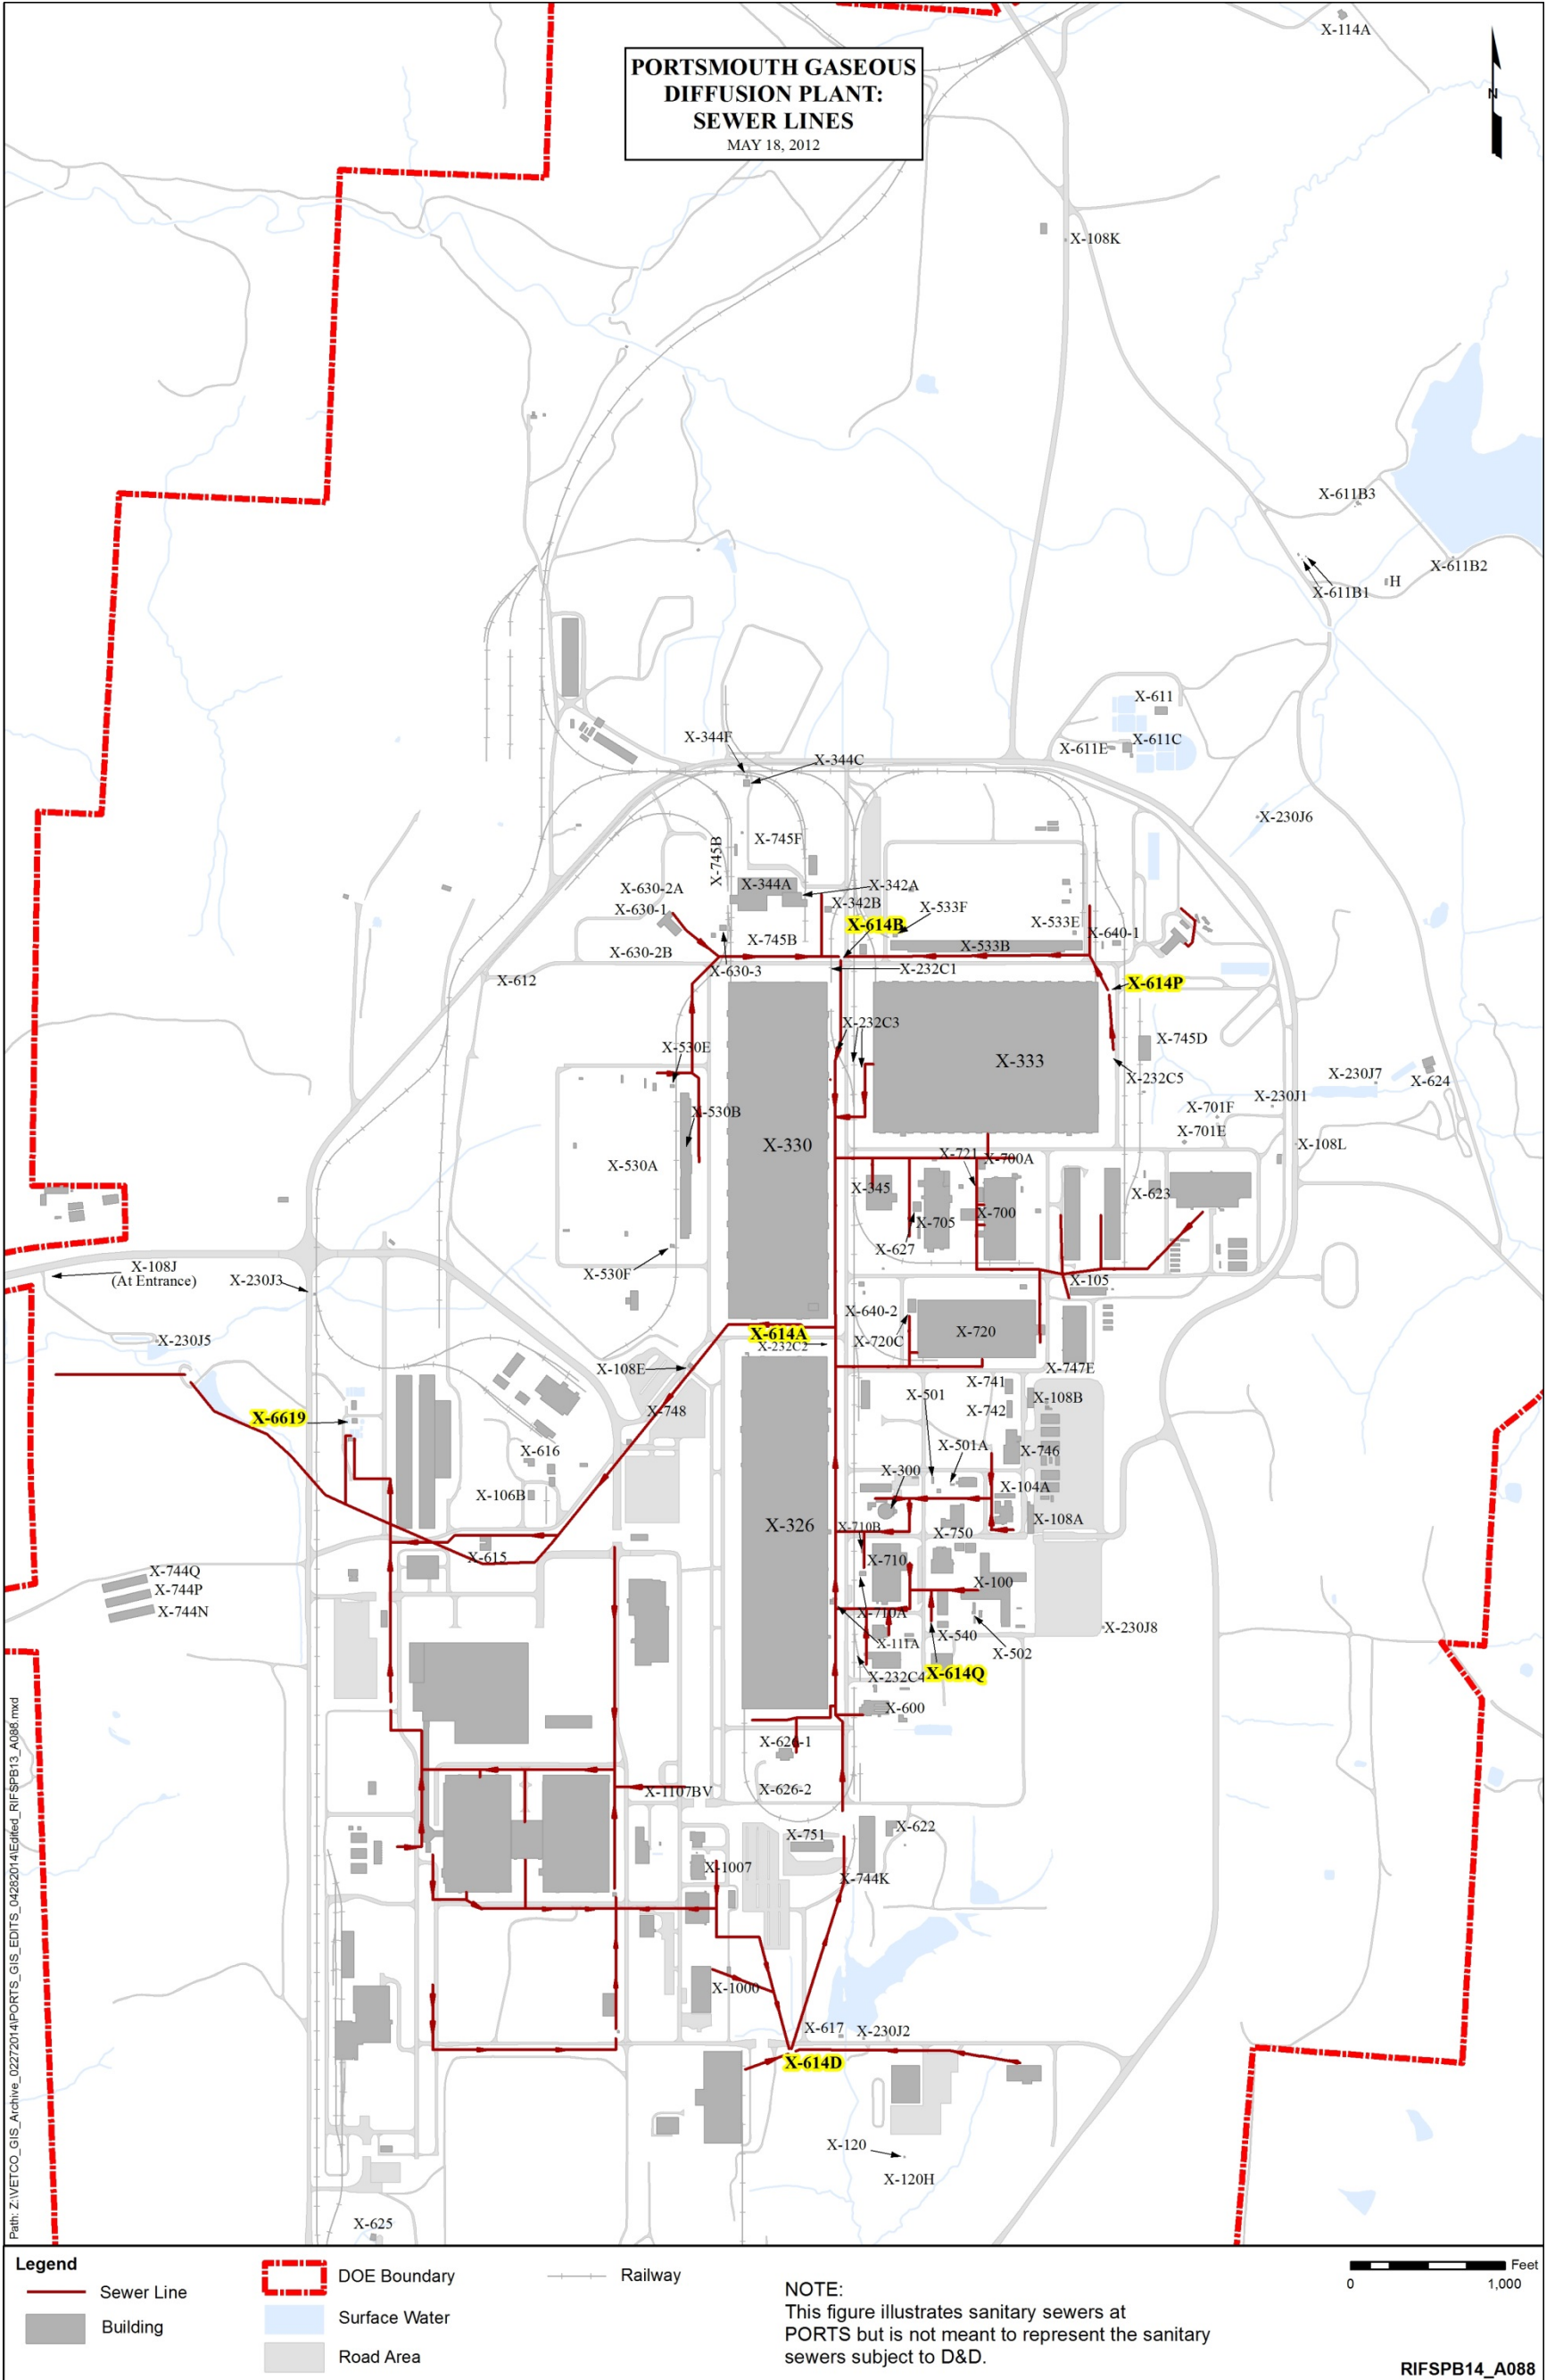 PORTSMOUTH GASEOUS
DIFFUSION PLANT:
SEWER LINES
MAY 18, 2012
N
X-114A
X-108K
X-611B3
X-611B2
X-611B1
H
X-611
X-611C
X-611E
X-344F
X-344C
X-230J6
X-745B
X-745F
X-344A
X-342A
X-342B
X-630-2A
X-630-1
X-614B
X-533F
X-533E
X-640-1
X-745B
X-533B
X-630-2B
X-630-3
X-232C1
X-612
X-614P
X-232C3
X-530E
X-333
X-745D
X-232C5
X-230J7
X-624
X-230J1
X-701F
X-701E
X-108L
X-530B
X-330
X-530A
X-721
X-700A
X-345
X-623
X-705
X-700
X-627
X-530F
X-108J
(At Entrance)
X-230J3
X-105
X-640-2
X-720C
X-720
X-614A
X-232C2
X-230J5
X-108E
X-747E
X-741
X-742
X-108B
X-501
X-748
X-6619
X-616
X-501A
X-746
X-300
X-104A
X-106B
X-108A
X-326
X-710B
X-750
X-615
X-710
X-100
X-744Q
X-744P
X-744N
X-710A
X-540
X-230J8
X-111A
X-502
X-232C4
X-614Q
X-600
X-626-1
X-626-2
X-1107BV
X-751
X-622
X-1007
X-744K
X-1000
X-617
X-230J2
X-614D
X-120
X-120H
X-625
Path: Z:\VETCO_GIS_Archive_02272014\PORTS_GIS_EDITS_04282014\Edited_RIFSPB13_A088.mxd
Legend
Sewer Line
Building
DOE Boundary
Surface Water
Road Area
Railway
NOTE:
This figure illustrates sanitary sewers at
PORTS but is not meant to represent the sanitary
sewers subject to D&D.
Feet
0 1,000
RIFSPB14_A088